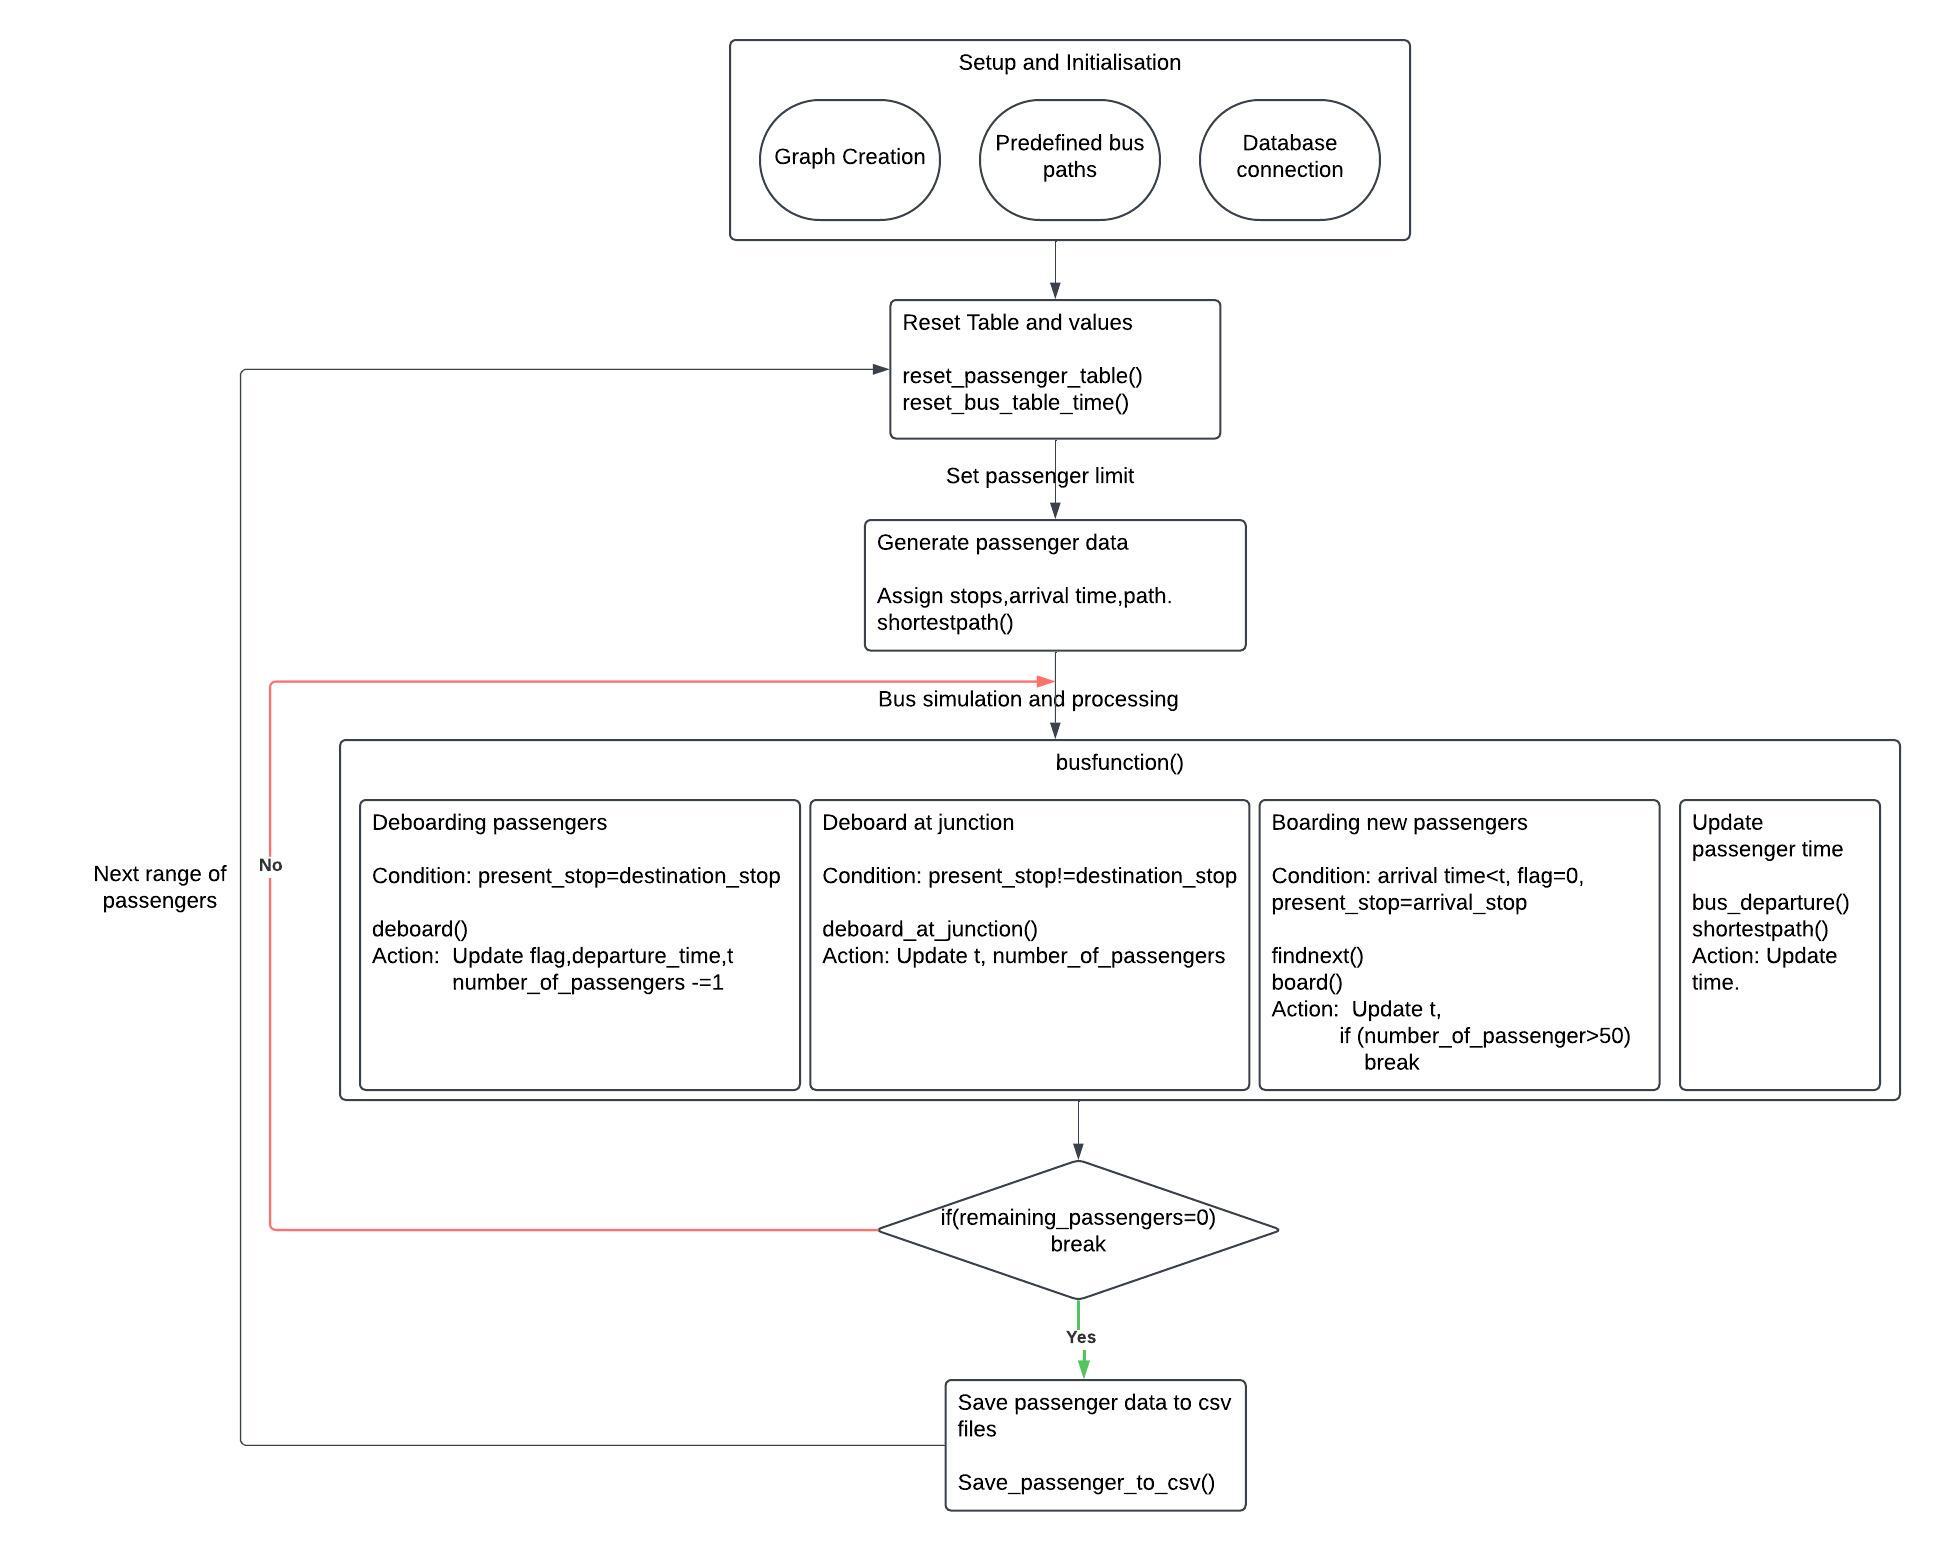 Setup and Initialisation
Graph Creation
Predefined bus
paths
Database
connection
Reset Table and values
reset_passenger_table()
reset_bus_table_time()
Set passenger limit
Generate passenger data
Assign stops,arrival time,path.
shortestpath()
Bus simulation and processing
busfunction()
Deboarding passengers
Condition: present_stop=destination_stop
deboard()
Action:  Update flag,departure_time,t
number_of_passengers -=1
Deboard at junction
Condition: present_stop!=destination_stop
deboard_at_junction()
Action: Update t, number_of_passengers
Boarding new passengers
Condition: arrival time<t, flag=0,
present_stop=arrival_stop
findnext()
board()
Action:  Update t,
if (number_of_passenger>50)
break
Update
passenger time
bus_departure()
shortestpath()
Action: Update
time.
No
Next range of
passengers
if(remaining_passengers=0)
break
Yes
Save passenger data to csv
files
Save_passenger_to_csv()